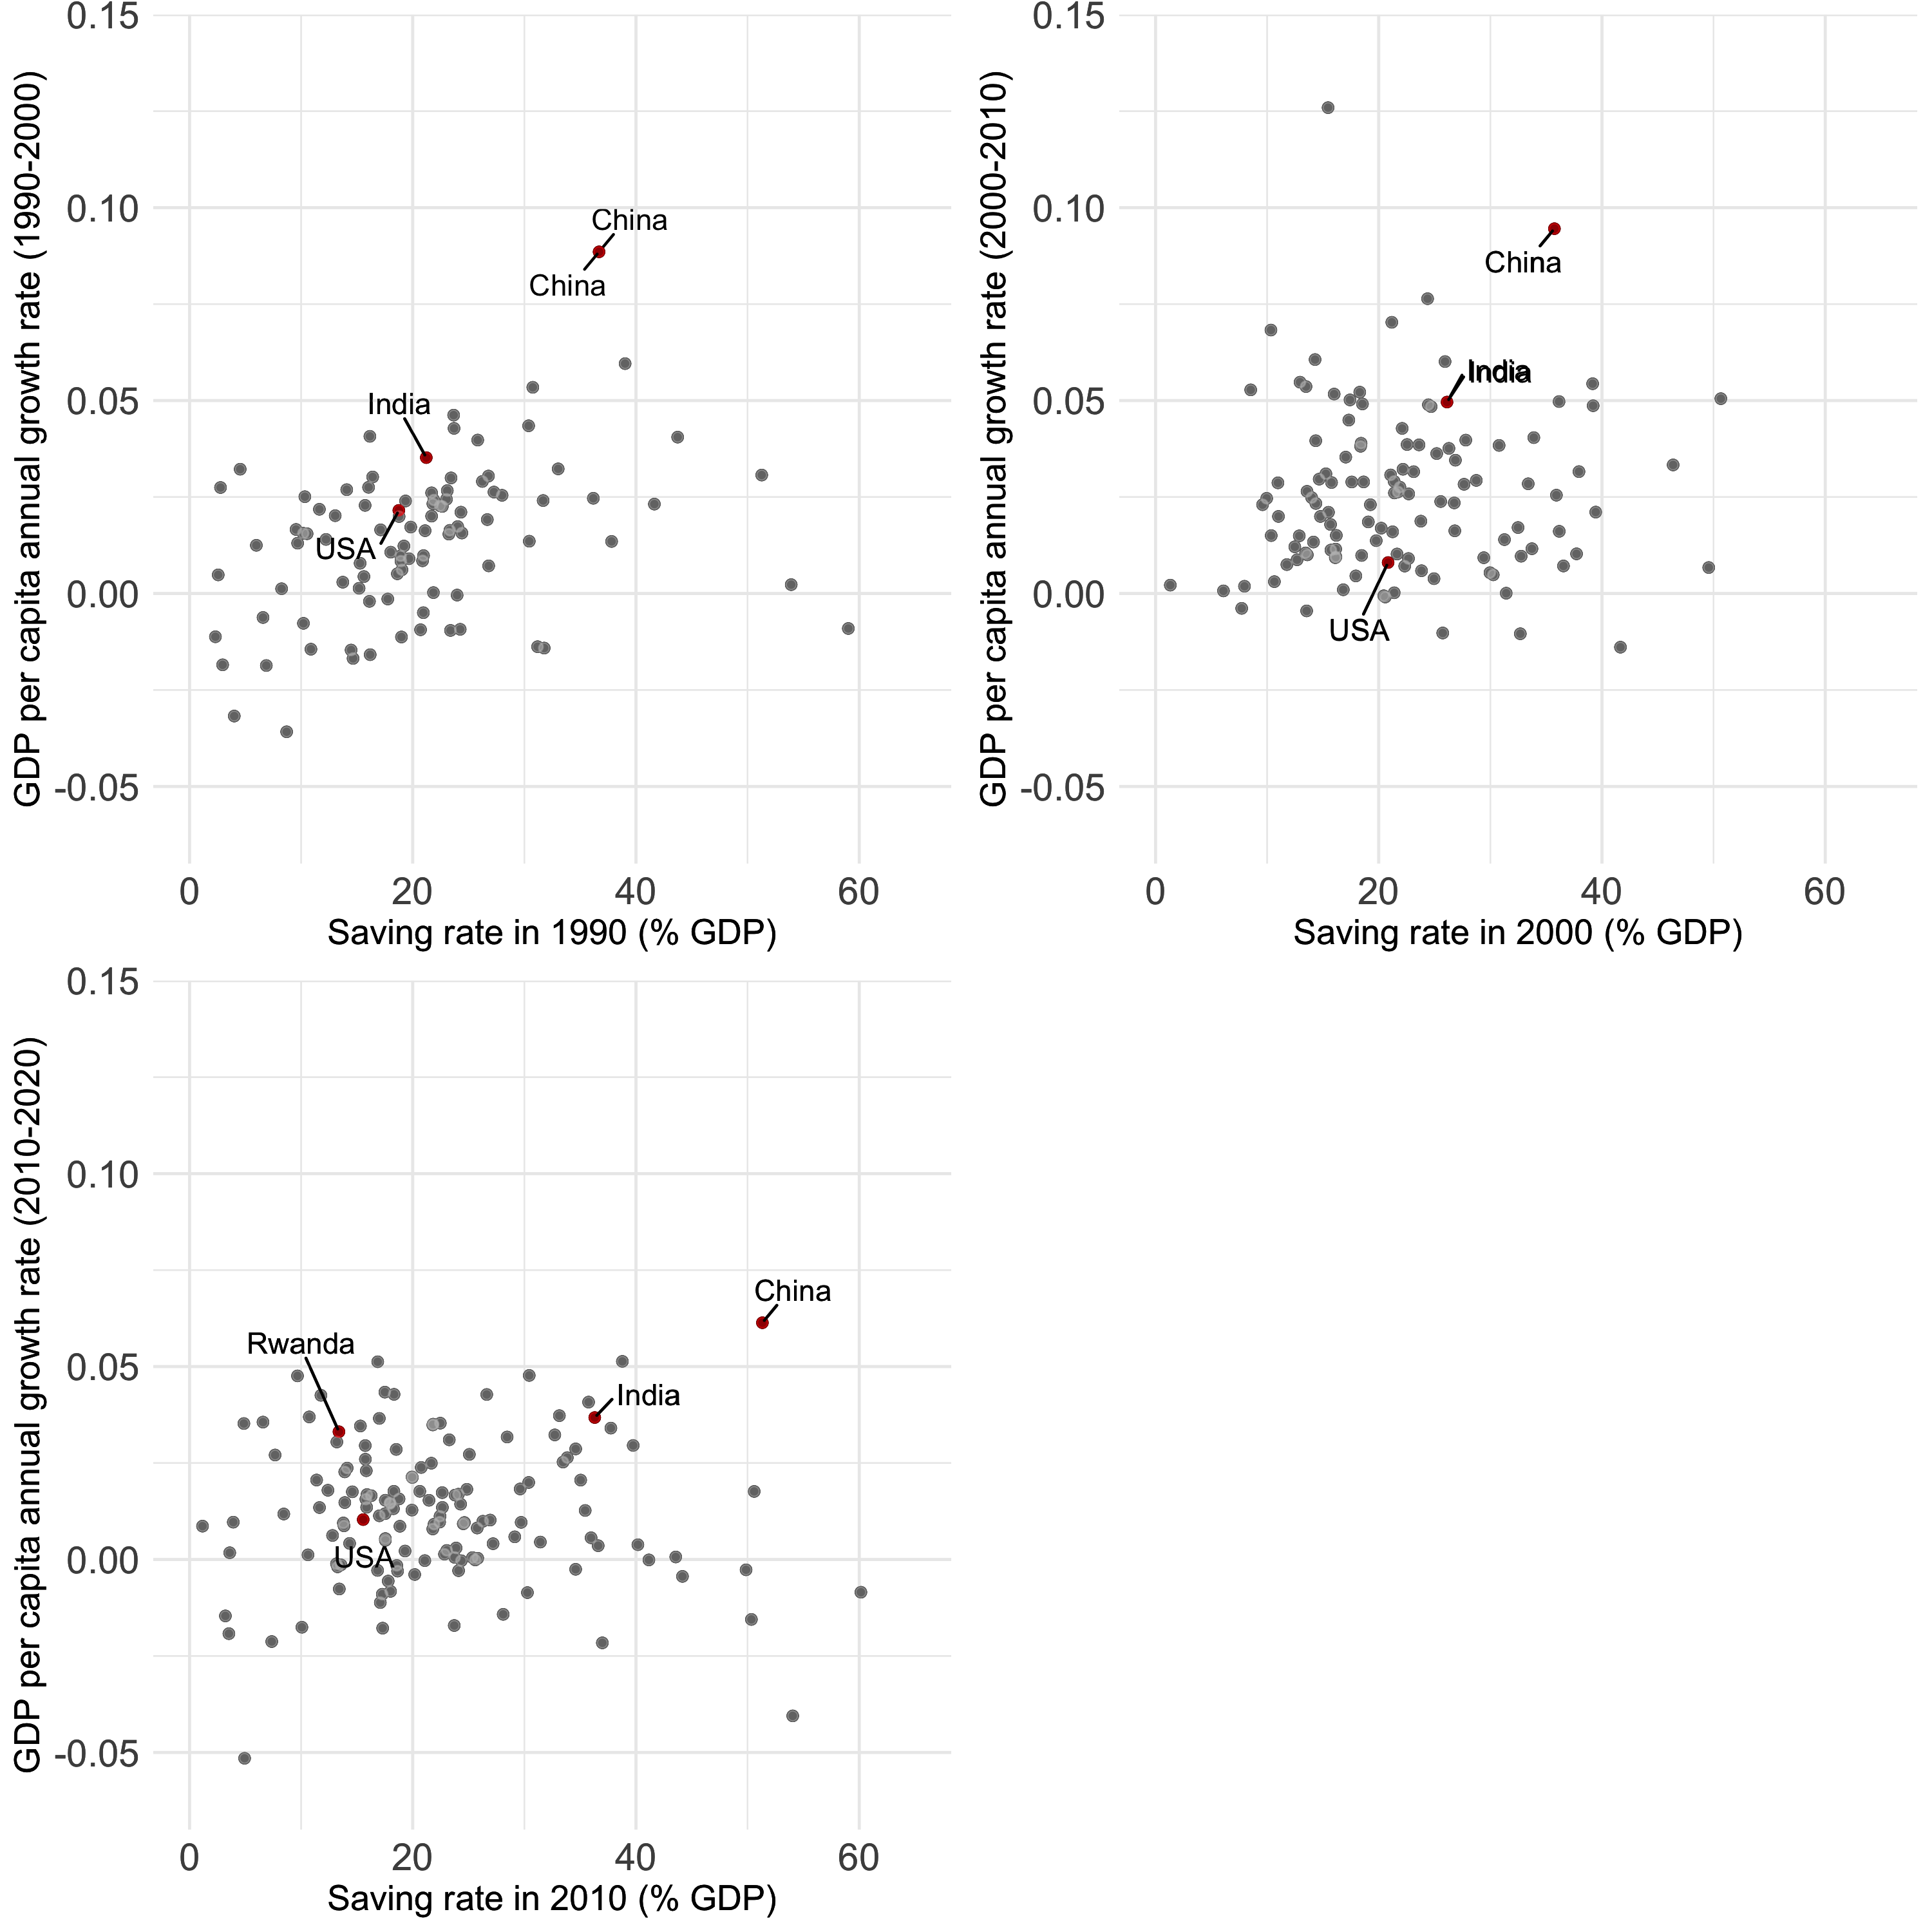 GDP per capita annual growth rate (1990-2000)
0.15
0.10
0.05
0.00
-0.05
China
China
India
USA
0 20 40 60
Saving rate in 1990 (% GDP)
GDP per capita annual growth rate (2000-2010)
0.15
0.10
0.05
0.00
-0.05
China
India
India
USA
0 20 40 60
Saving rate in 2000 (% GDP)
GDP per capita annual growth rate (2010-2020)
0.15
0.10
0.05
0.00
-0.05
China
Rwanda
India
USA
0 20 40 60
Saving rate in 2010 (% GDP)